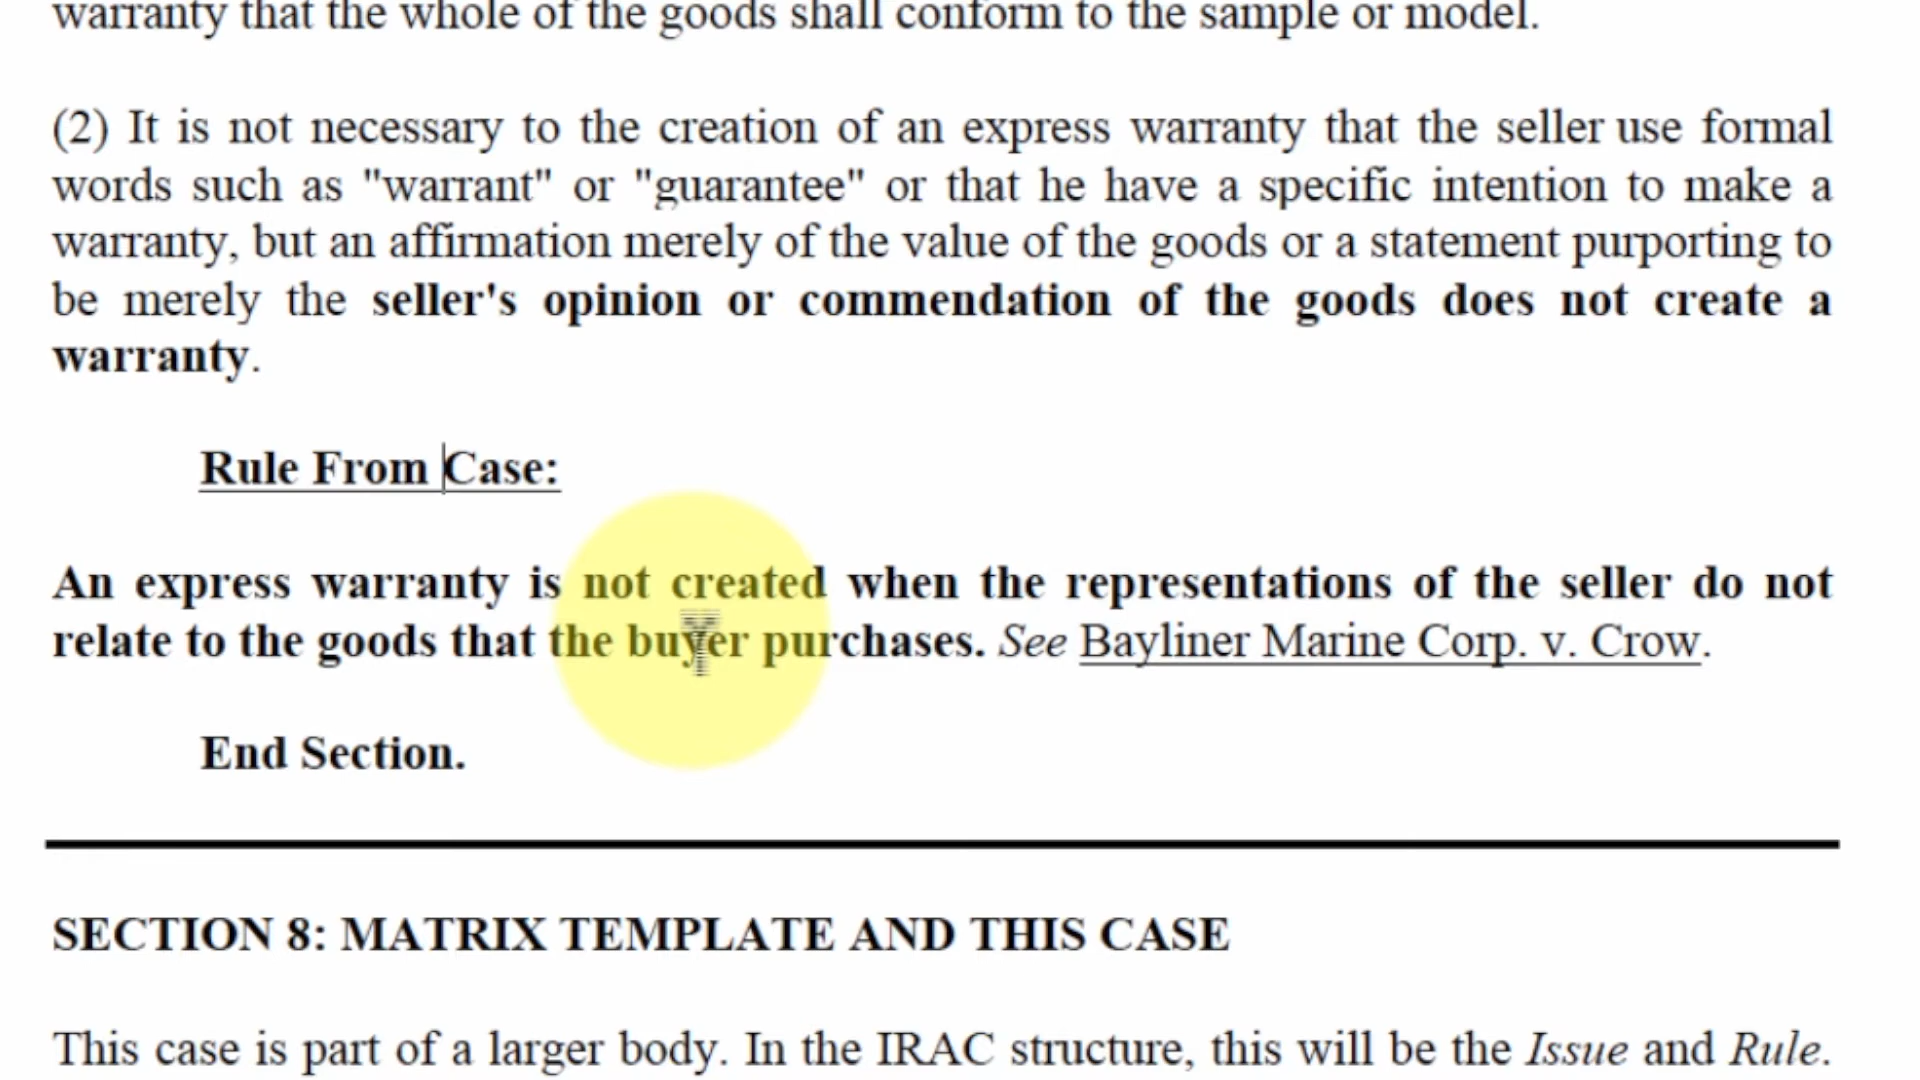 warranty that the whole of the goods shall conform to the sample or model.
(2) It is not necessary to the creation of an express warranty that the seller use formal
words such as "warrant" or "guarantee" or that he have a specific intention to make a
warranty, but an affirmation merely of the value of the goods or a statement purporting to
be merely the seller's opinion or commendation of the goods does not create a
warranty.
Rule From Case:
An express warranty is not created when the representations of the seller do not
relate to the goods that the buyer purchases. See Bayliner Marine Corp. v. Crow.
End Section.
SECTION 8: MATRIX TEMPLATE AND THIS CASE
This case is part of a larger body. In the IRAC structure, this will be the Issue and Rule.